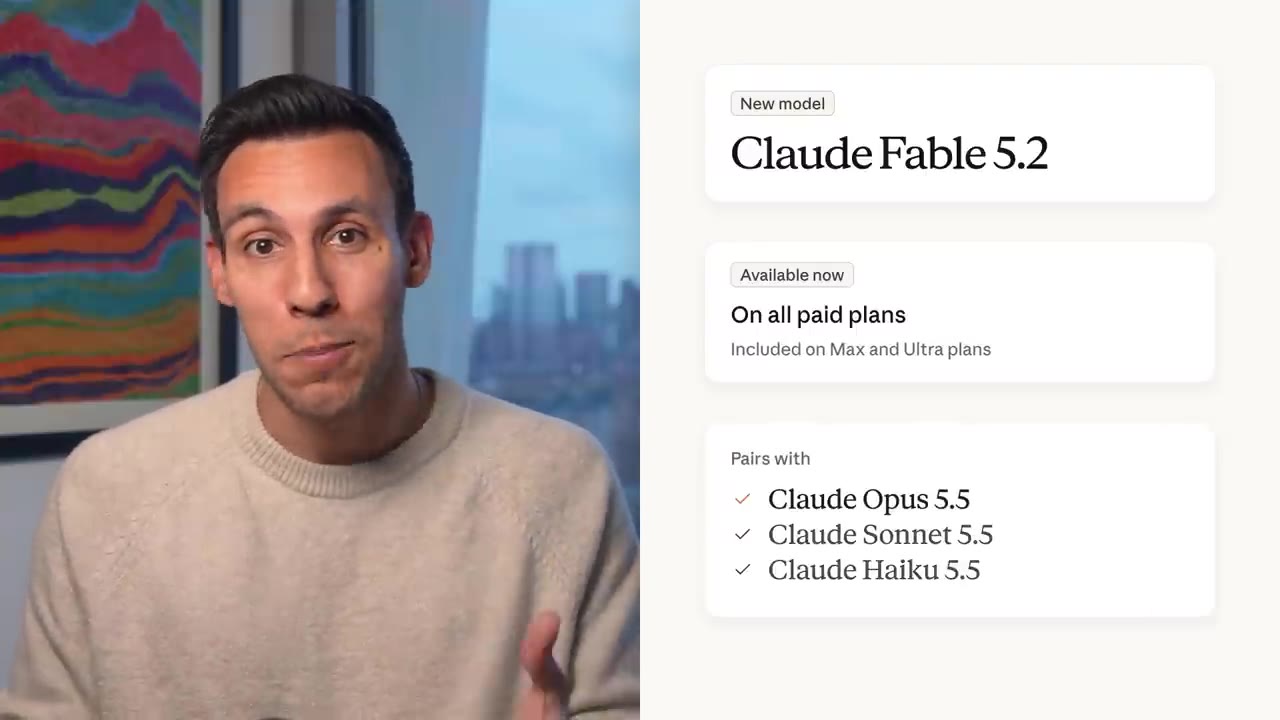 New model
Claude Fable 5.2
Available now
On all paid plans
Included on Max and Ultra plans
Pairs with
Claude Opus 5.5
Claude Sonnet 5.5
Claude Haiku 5.5